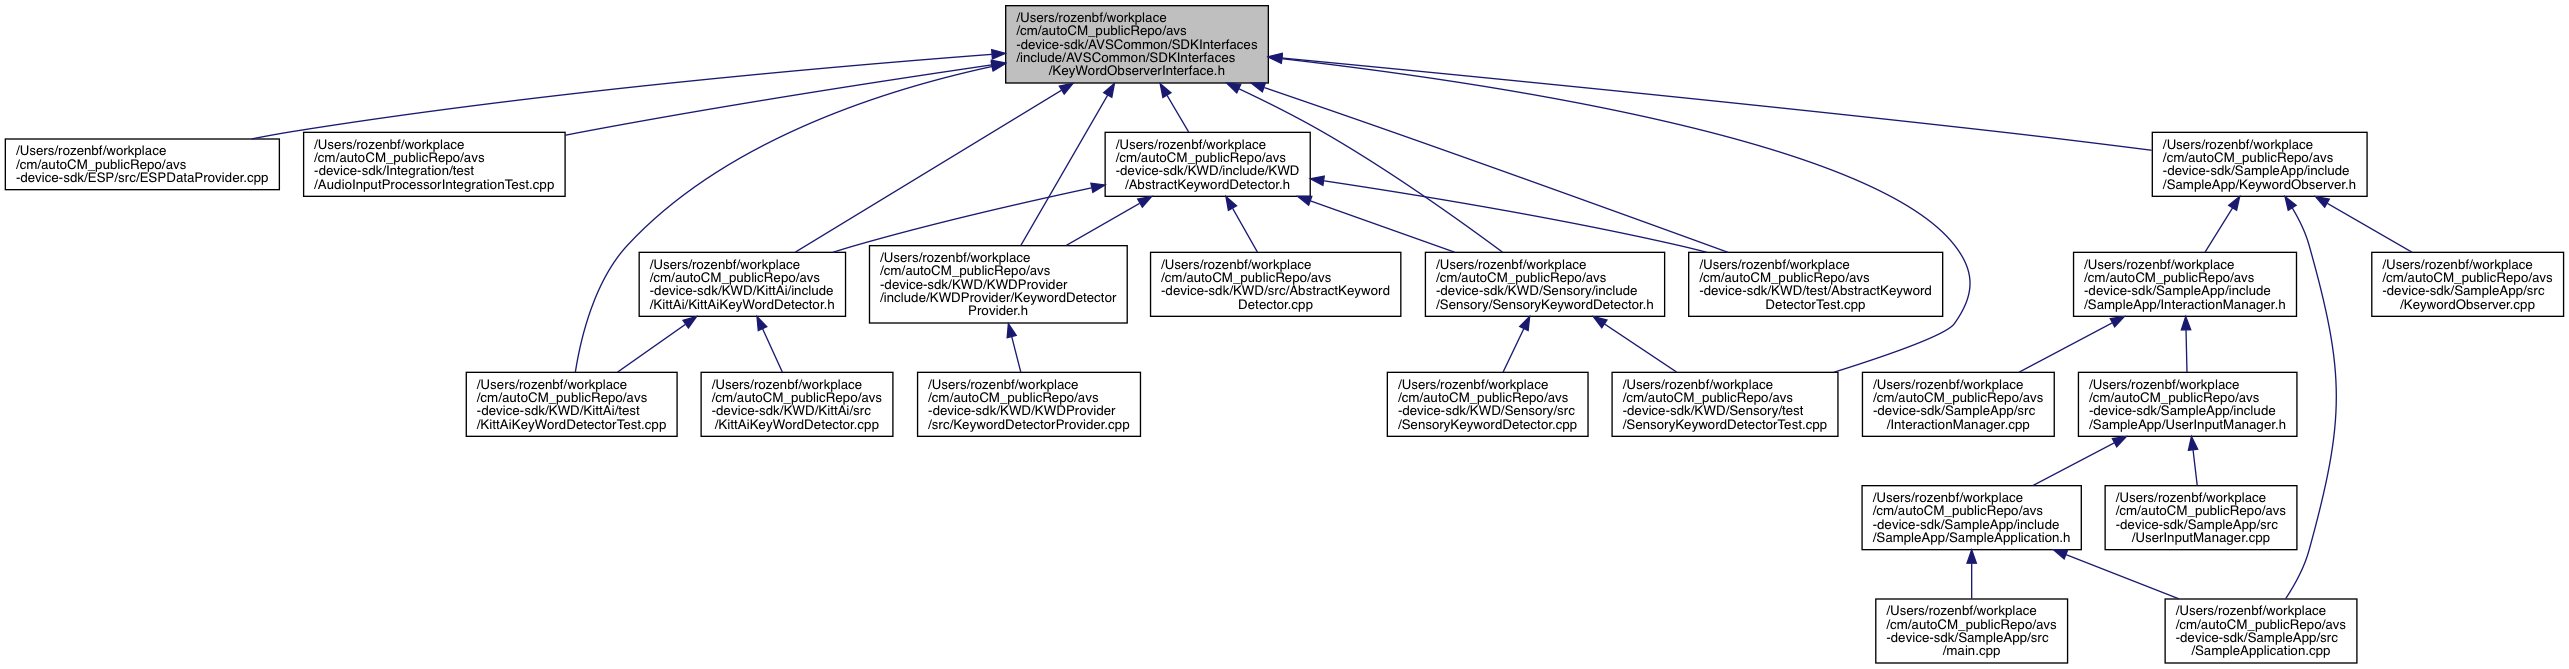 /Users/rozenbf/workplace
/cm/autoCM_publicRepo/avs
-device-sdk/AVSCommon/SDKInterfaces
/include/AVSCommon/SDKInterfaces
/KeyWordObserverInterface.h
/Users/rozenbf/workplace
/cm/autoCM_publicRepo/avs
-device-sdk/ESP/src/ESPDataProvider.cpp
/Users/rozenbf/workplace
/cm/autoCM_publicRepo/avs
-device-sdk/Integration/test
/AudioInputProcessorIntegrationTest.cpp
/Users/rozenbf/workplace
/cm/autoCM_publicRepo/avs
-device-sdk/KWD/include/KWD
/AbstractKeywordDetector.h
/Users/rozenbf/workplace
/cm/autoCM_publicRepo/avs
-device-sdk/SampleApp/include
/SampleApp/KeywordObserver.h
/Users/rozenbf/workplace
/cm/autoCM_publicRepo/avs
-device-sdk/KWD/KittAi/include
/KittAi/KittAiKeyWordDetector.h
/Users/rozenbf/workplace
/cm/autoCM_publicRepo/avs
-device-sdk/KWD/KWDProvider
/include/KWDProvider/KeywordDetector
Provider.h
/Users/rozenbf/workplace
/cm/autoCM_publicRepo/avs
-device-sdk/KWD/src/AbstractKeyword
Detector.cpp
/Users/rozenbf/workplace
/cm/autoCM_publicRepo/avs
-device-sdk/KWD/Sensory/include
/Sensory/SensoryKeywordDetector.h
/Users/rozenbf/workplace
/cm/autoCM_publicRepo/avs
-device-sdk/KWD/test/AbstractKeyword
DetectorTest.cpp
/Users/rozenbf/workplace
/cm/autoCM_publicRepo/avs
-device-sdk/SampleApp/include
/SampleApp/InteractionManager.h
/Users/rozenbf/workplace
/cm/autoCM_publicRepo/avs
-device-sdk/SampleApp/src
/KeywordObserver.cpp
/Users/rozenbf/workplace
/cm/autoCM_publicRepo/avs
-device-sdk/KWD/KittAi/test
/KittAiKeyWordDetectorTest.cpp
/Users/rozenbf/workplace
/cm/autoCM_publicRepo/avs
-device-sdk/KWD/KittAi/src
/KittAiKeyWordDetector.cpp
/Users/rozenbf/workplace
/cm/autoCM_publicRepo/avs
-device-sdk/KWD/KWDProvider
/src/KeywordDetectorProvider.cpp
/Users/rozenbf/workplace
/cm/autoCM_publicRepo/avs
-device-sdk/KWD/Sensory/src
/SensoryKeywordDetector.cpp
/Users/rozenbf/workplace
/cm/autoCM_publicRepo/avs
-device-sdk/KWD/Sensory/test
/SensoryKeywordDetectorTest.cpp
/Users/rozenbf/workplace
/cm/autoCM_publicRepo/avs
-device-sdk/SampleApp/src
/InteractionManager.cpp
/Users/rozenbf/workplace
/cm/autoCM_publicRepo/avs
-device-sdk/SampleApp/include
/SampleApp/UserInputManager.h
/Users/rozenbf/workplace
/cm/autoCM_publicRepo/avs
-device-sdk/SampleApp/include
/SampleApp/SampleApplication.h
/Users/rozenbf/workplace
/cm/autoCM_publicRepo/avs
-device-sdk/SampleApp/src
/UserInputManager.cpp
/Users/rozenbf/workplace
/cm/autoCM_publicRepo/avs
-device-sdk/SampleApp/src
/main.cpp
/Users/rozenbf/workplace
/cm/autoCM_publicRepo/avs
-device-sdk/SampleApp/src
/SampleApplication.cpp